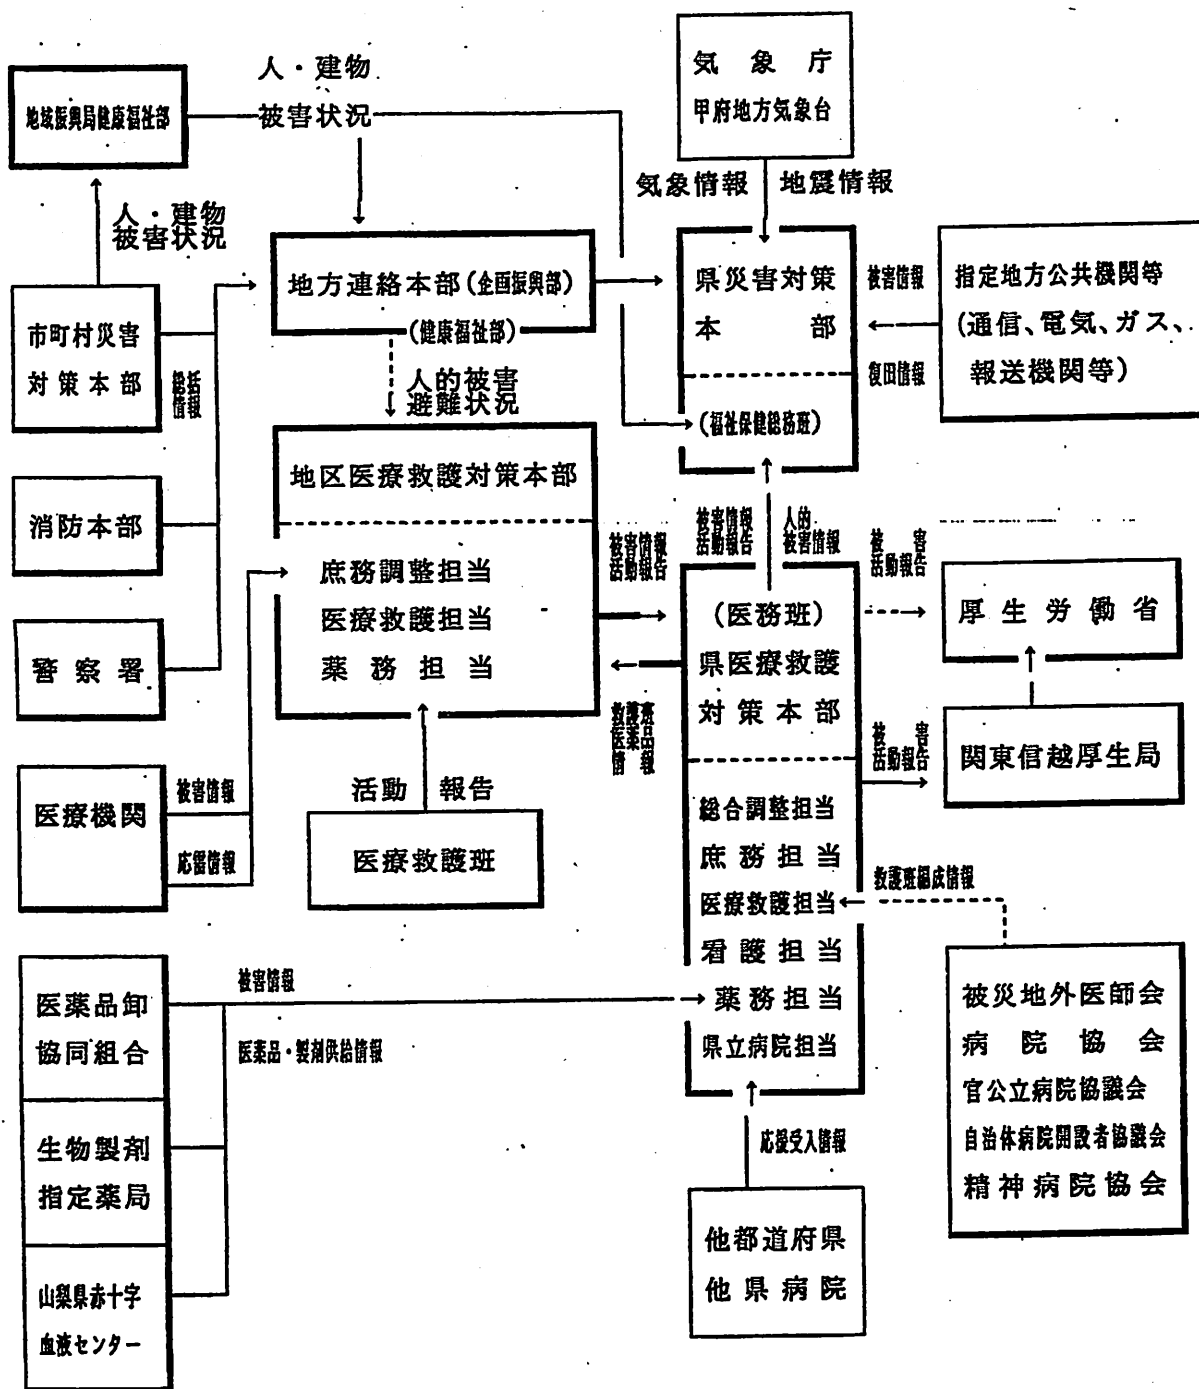 気象庁
甲府地方気象台
人・建物
被害状況
地域振興局健康福祉部
気象情報
地震情報
人・建物
被害状況
地方連絡本部(企画振興部)
(健康福祉部)
県災害対策
本部
(福祉保健総務班)
被害情報
復旧情報
指定地方公共機関等
(通信、電気、ガス、
報送機関等)
市町村災害
対策本部
総括
情報
人的被害
避難状況
地区医療救護対策本部
庶務調整担当
医療救護担当
薬務担当
消防本部
警察署
被害情報
活動報告
被害情報
活動報告
人的
被害情報
被害
活動報告
(医務班)
県医療救護
対策本部
厚生労働省
救護班
医薬品
情報
被害
活動報告
関東信越厚生局
医療機関
被害情報
活動 報告
医療救護班
総合調整担当
庶務担当
医療救護担当
看護担当
薬務担当
県立病院担当
救護班編成情報
医薬品卸
協同組合
被害情報
医薬品・製剤供給情報
被災地外医師会
病院協会
官公立病院協議会
自治体病院開設者協議会
精神病院協会
生物製剤
指定薬局
応援受入情報
他都道府県
他県病院
山梨県赤十字
血液センター